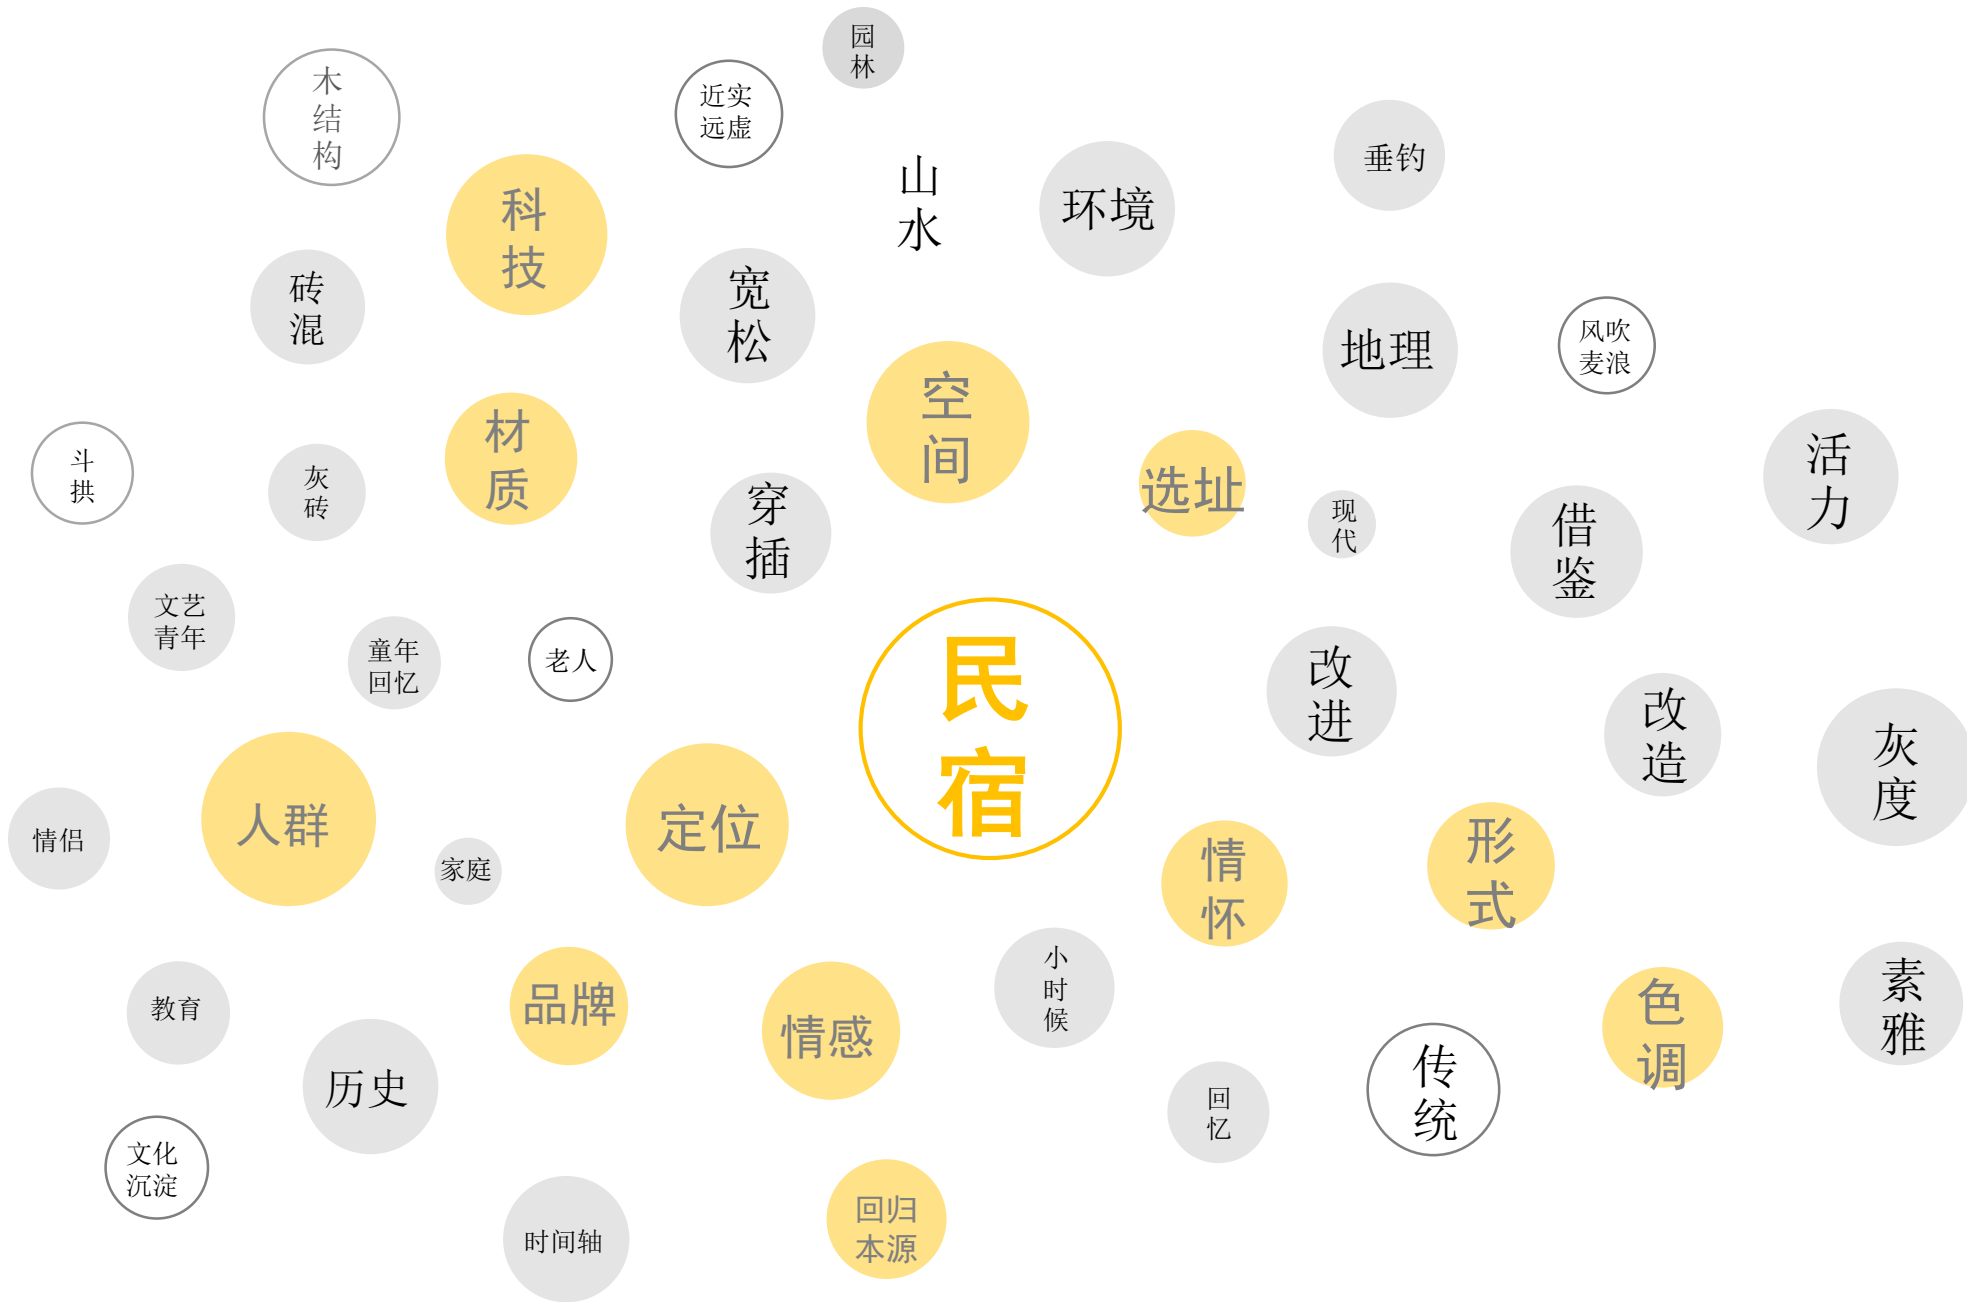 园
林
木
结
构
近实
远虚
山
水
环境
垂钓
科
技
砖
混
宽
松
地理
风吹
麦浪
空
间
材
质
选址
活
力
斗
拱
灰
砖
穿
插
现
代
借
鉴
文艺
青年
童年
回忆
老人
民
宿
改
进
改
造
灰
度
人群
定位
情侣
家庭
情
怀
形
式
教育
品牌
情感
小
时
候
色
调
素
雅
历史
回
忆
传
统
文化
沉淀
时间轴
回归
本源